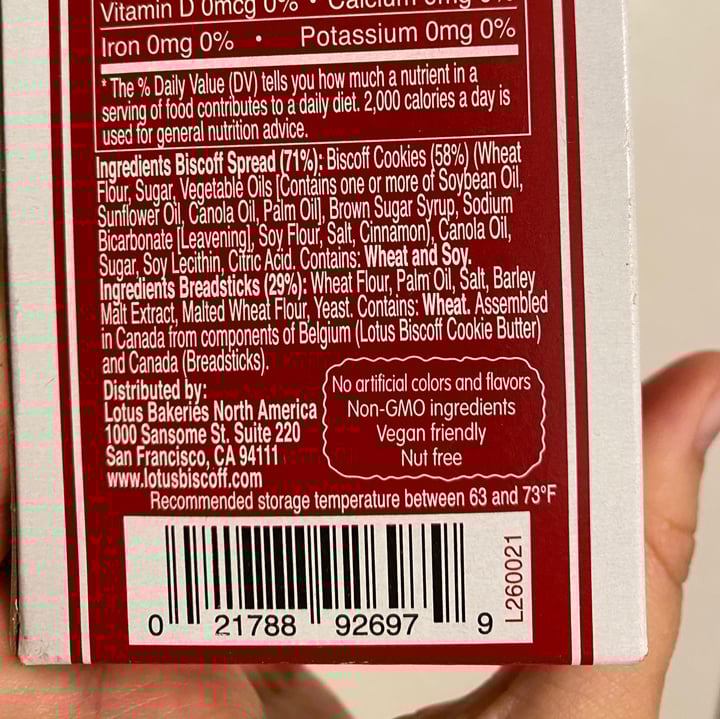 Vitamin D 0mcg 0% • Calcium 0mg 0%
Iron 0mg 0% • Potassium 0mg 0%
* The % Daily Value (DV) tells you how much a nutrient in a
serving of food contributes to a daily diet. 2,000 calories a day is
used for general nutrition advice.
Ingredients Biscoff Spread (71%): Biscoff Cookies (58%) (Wheat
Flour, Sugar, Vegetable Oils [Contains one or more of Soybean Oil,
Sunflower Oil, Canola Oil, Palm Oil], Brown Sugar Syrup, Sodium
Bicarbonate [Leavening], Soy Flour, Salt, Cinnamon), Canola Oil,
Sugar, Soy Lecithin, Citric Acid. Contains: Wheat and Soy.
Ingredients Breadsticks (29%): Wheat Flour, Palm Oil, Salt, Barley
Malt Extract, Malted Wheat Flour, Yeast. Contains: Wheat. Assembled
in Canada from components of Belgium (Lotus Biscoff Cookie Butter)
and Canada (Breadsticks).
Distributed by:
Lotus Bakeries North America
1000 Sansome St. Suite 220
San Francisco, CA 94111
www.lotusbiscoff.com
No artificial colors and flavors
Non-GMO ingredients
Vegan friendly
Nut free
Recommended storage temperature between 63 and 73°F
0 21788 92697 9
L260021